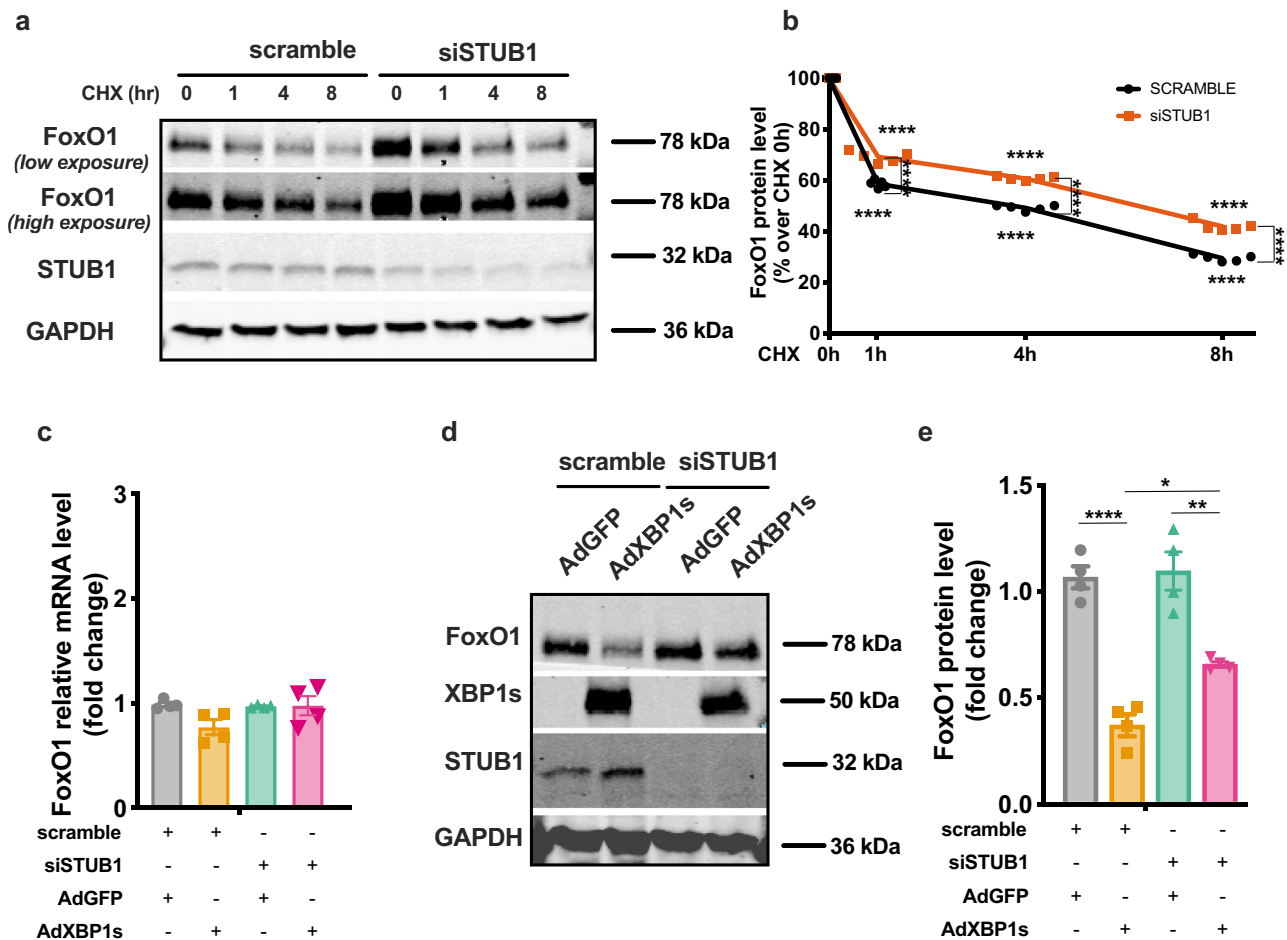 a
scramble siSTUB1
CHX (hr) 0 1 4 8 0 1 4 8
FoxO1
(low exposure)
78 kDa
FoxO1
(high exposure)
78 kDa
STUB1
32 kDa
GAPDH
36 kDa
b
FoxO1 protein level
(% over CHX 0h)
100
80
60
40
20
0
SCRAMBLE
siSTUB1
**** ****
**** **** ****
**** **** ****
****
CHX 0h 1h 4h 8h
c
FoxO1 relative mRNA level
(fold change)
3
2
1
0
scramble + + - -
siSTUB1 - - + +
AdGFP + - + -
AdXBP1s - + - +
d
scramble siSTUB1
AdGFP AdXBP1s AdGFP AdXBP1s
FoxO1 78 kDa
XBP1s 50 kDa
STUB1 32 kDa
GAPDH 36 kDa
e
FoxO1 protein level
(fold change)
1.5
1.0
0.5
0.0
*
**** **
scramble + + - -
siSTUB1 - - + +
AdGFP + - + -
AdXBP1s - + - +